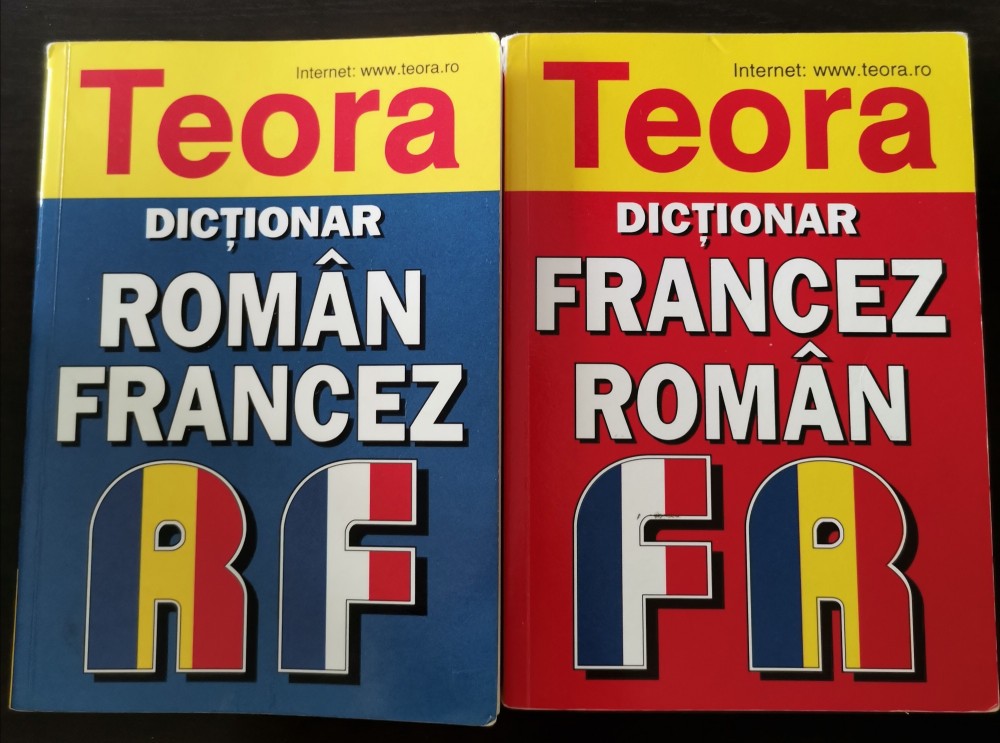 Internet: www.teora.ro
Teora
DICȚIONAR
ROMÂN
FRANCEZ
RF
Internet: www.teora.ro
Teora
DICȚIONAR
FRANCEZ
ROMÂN
FR